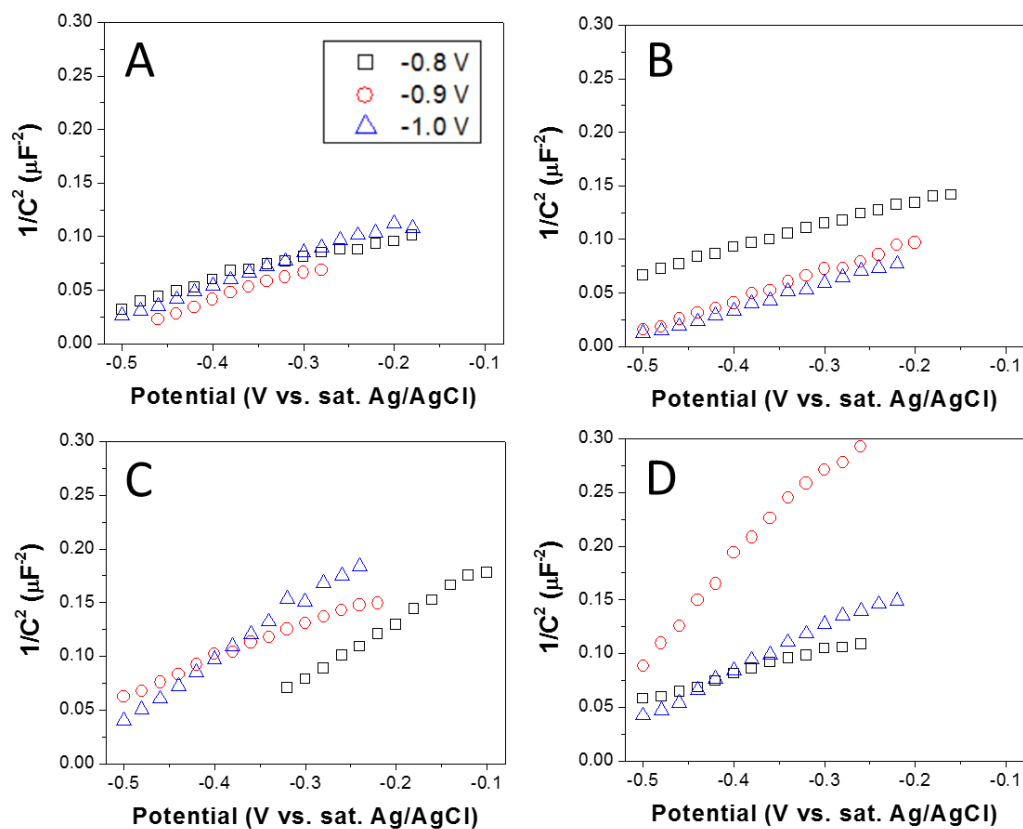 A
-0.8 V
-0.9 V
-1.0 V
0.30
0.25
0.20
0.15
0.10
0.05
0.00
1/C² (µF⁻²)
-0.5 -0.4 -0.3 -0.2 -0.1
Potential (V vs. sat. Ag/AgCl)
B
0.30
0.25
0.20
0.15
0.10
0.05
0.00
1/C² (µF⁻²)
-0.5 -0.4 -0.3 -0.2 -0.1
Potential (V vs. sat. Ag/AgCl)
C
0.30
0.25
0.20
0.15
0.10
0.05
0.00
1/C² (µF⁻²)
-0.5 -0.4 -0.3 -0.2 -0.1
Potential (V vs. sat. Ag/AgCl)
D
0.30
0.25
0.20
0.15
0.10
0.05
0.00
1/C² (µF⁻²)
-0.5 -0.4 -0.3 -0.2 -0.1
Potential (V vs. sat. Ag/AgCl)